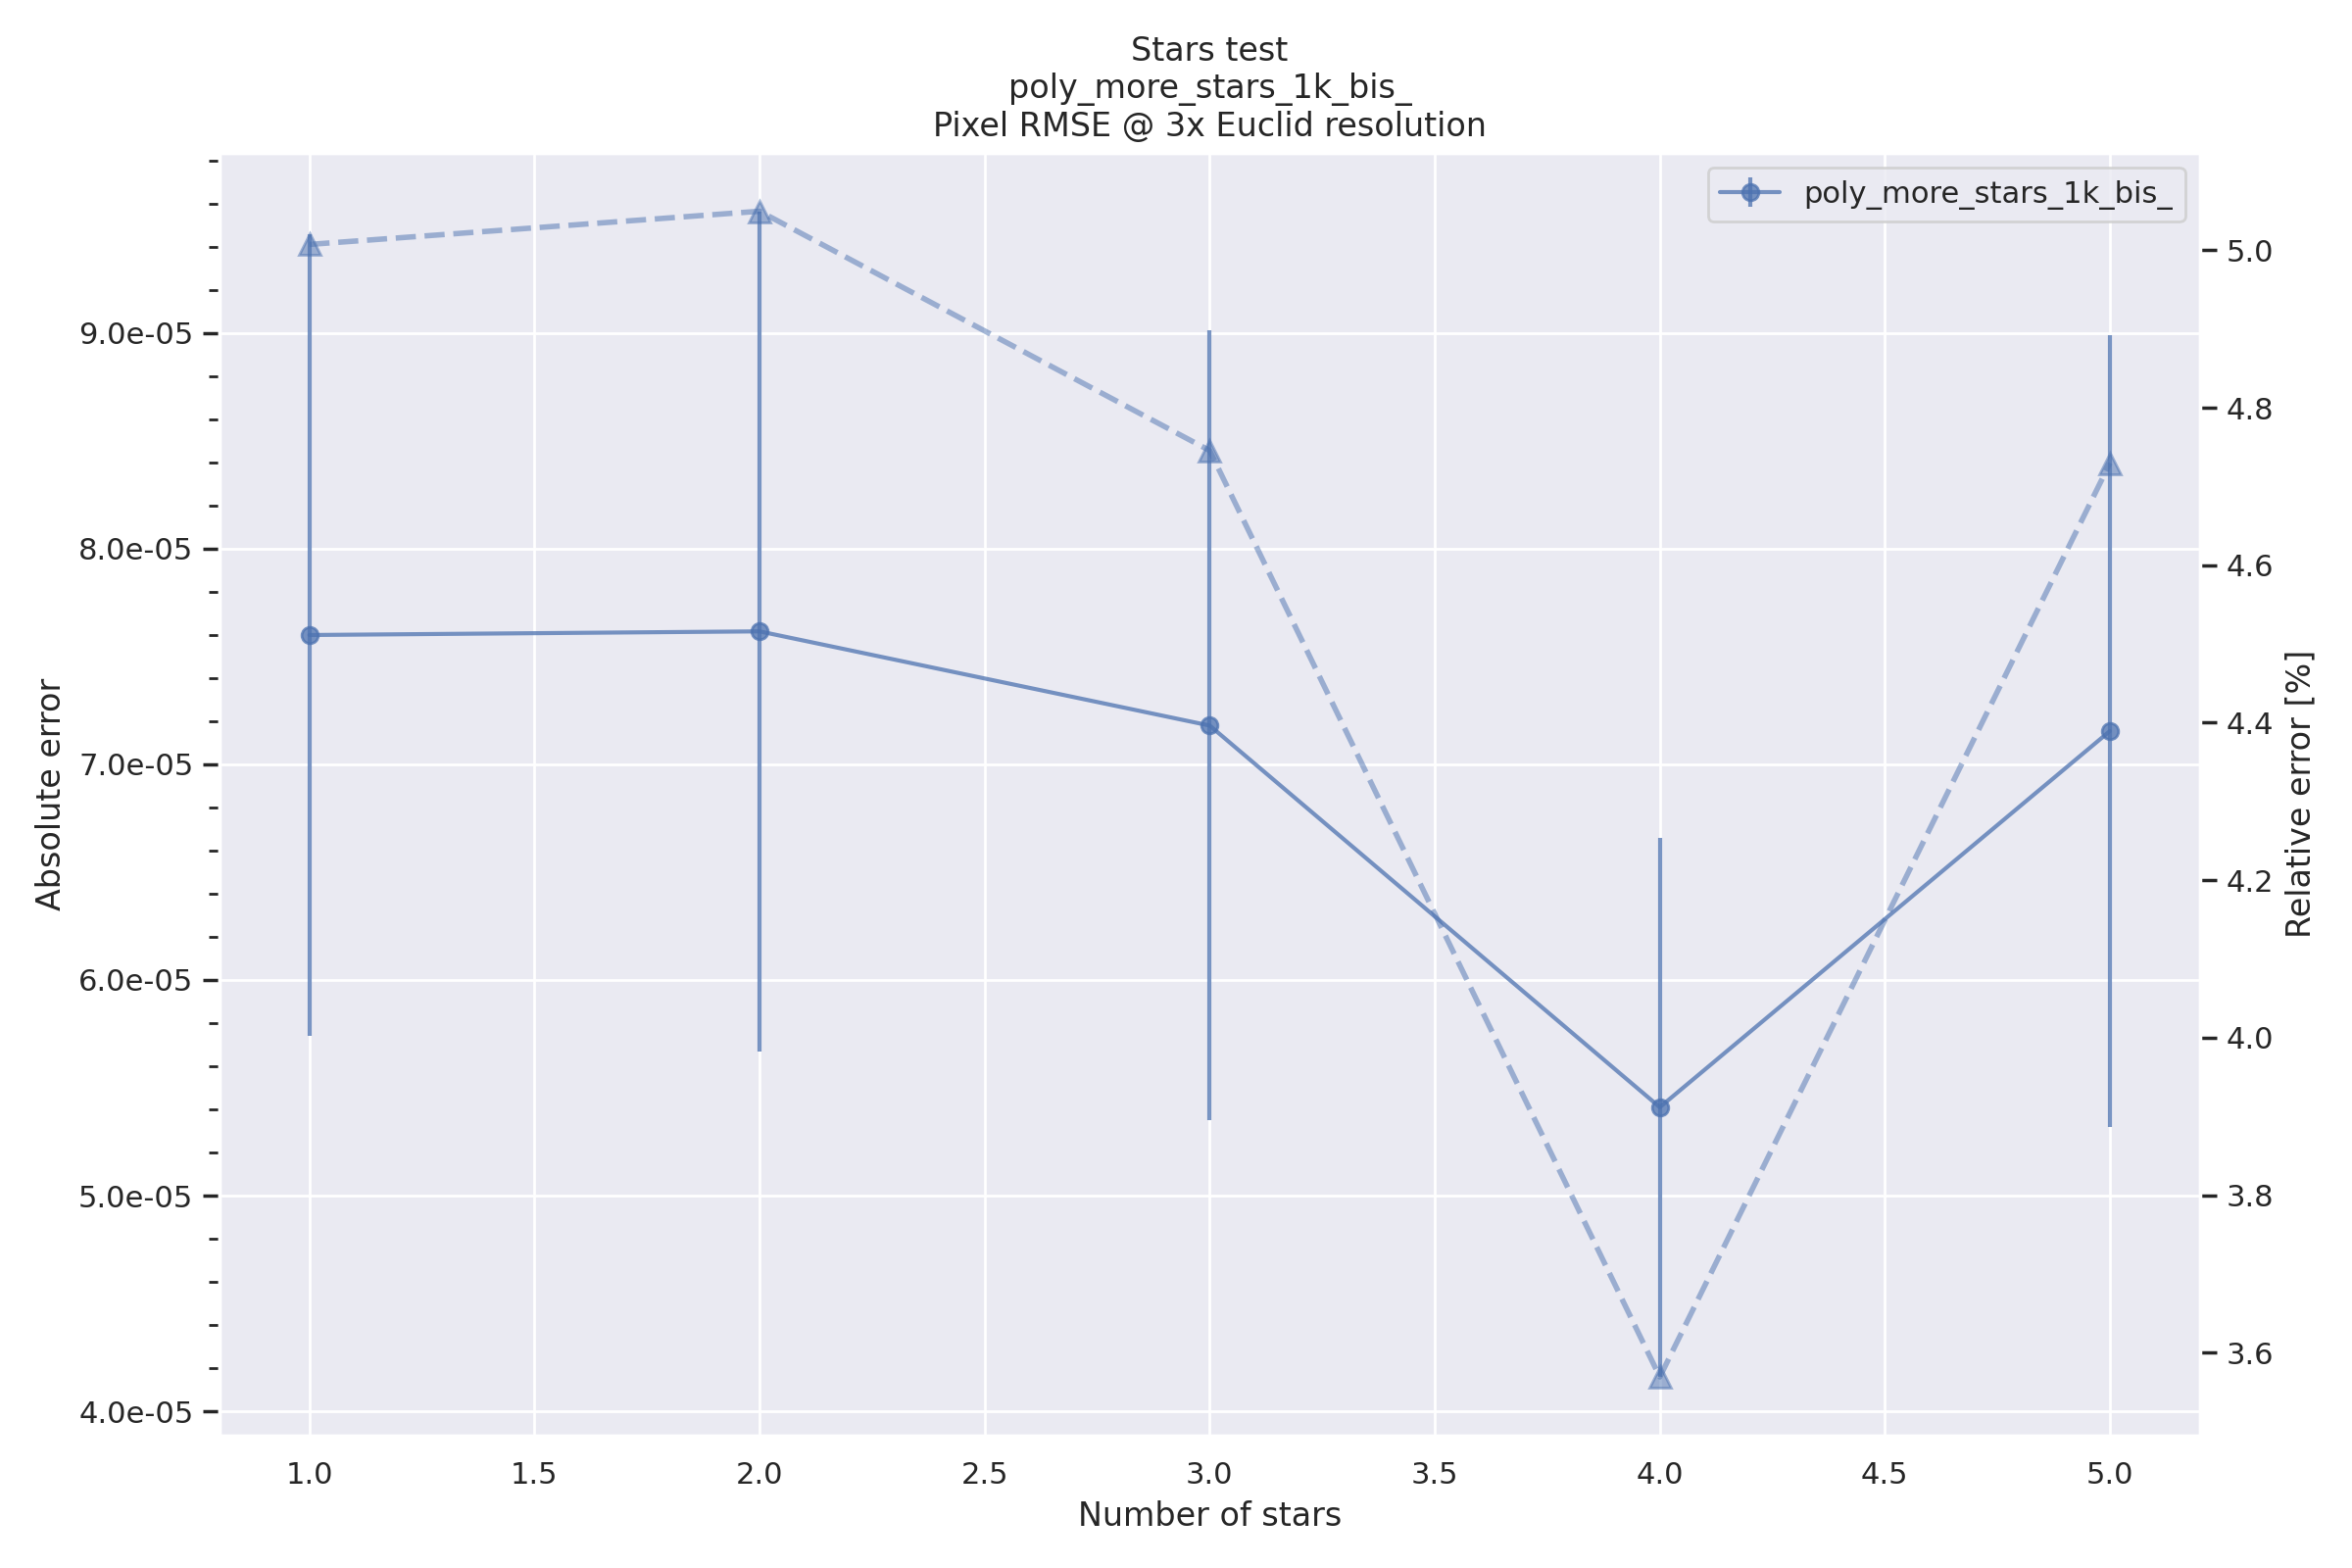 Stars test
poly_more_stars_1k_bis_
Pixel RMSE @ 3x Euclid resolution
poly_more_stars_1k_bis_
Absolute error
9.0e-05
8.0e-05
7.0e-05
6.0e-05
5.0e-05
4.0e-05
5.0
4.8
4.6
4.4
4.2
4.0
3.8
3.6
Relative error [%]
1.0 1.5 2.0 2.5 3.0 3.5 4.0 4.5 5.0
Number of stars